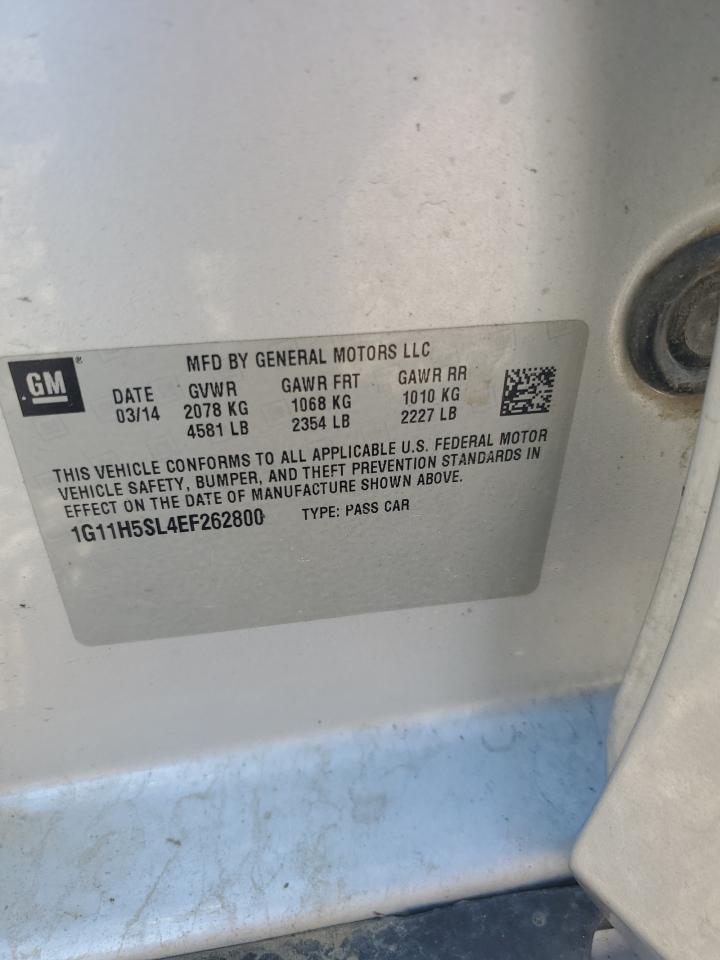 GM ® MFD BY GENERAL MOTORS LLC
DATE GVWR GAWR FRT GAWR RR
03/14 2078 KG 1068 KG 1010 KG
4581 LB 2354 LB 2227 LB
THIS VEHICLE CONFORMS TO ALL APPLICABLE U.S. FEDERAL MOTOR
VEHICLE SAFETY, BUMPER, AND THEFT PREVENTION STANDARDS IN
EFFECT ON THE DATE OF MANUFACTURE SHOWN ABOVE.
1G11H5SL4EF262800 TYPE: PASS CAR